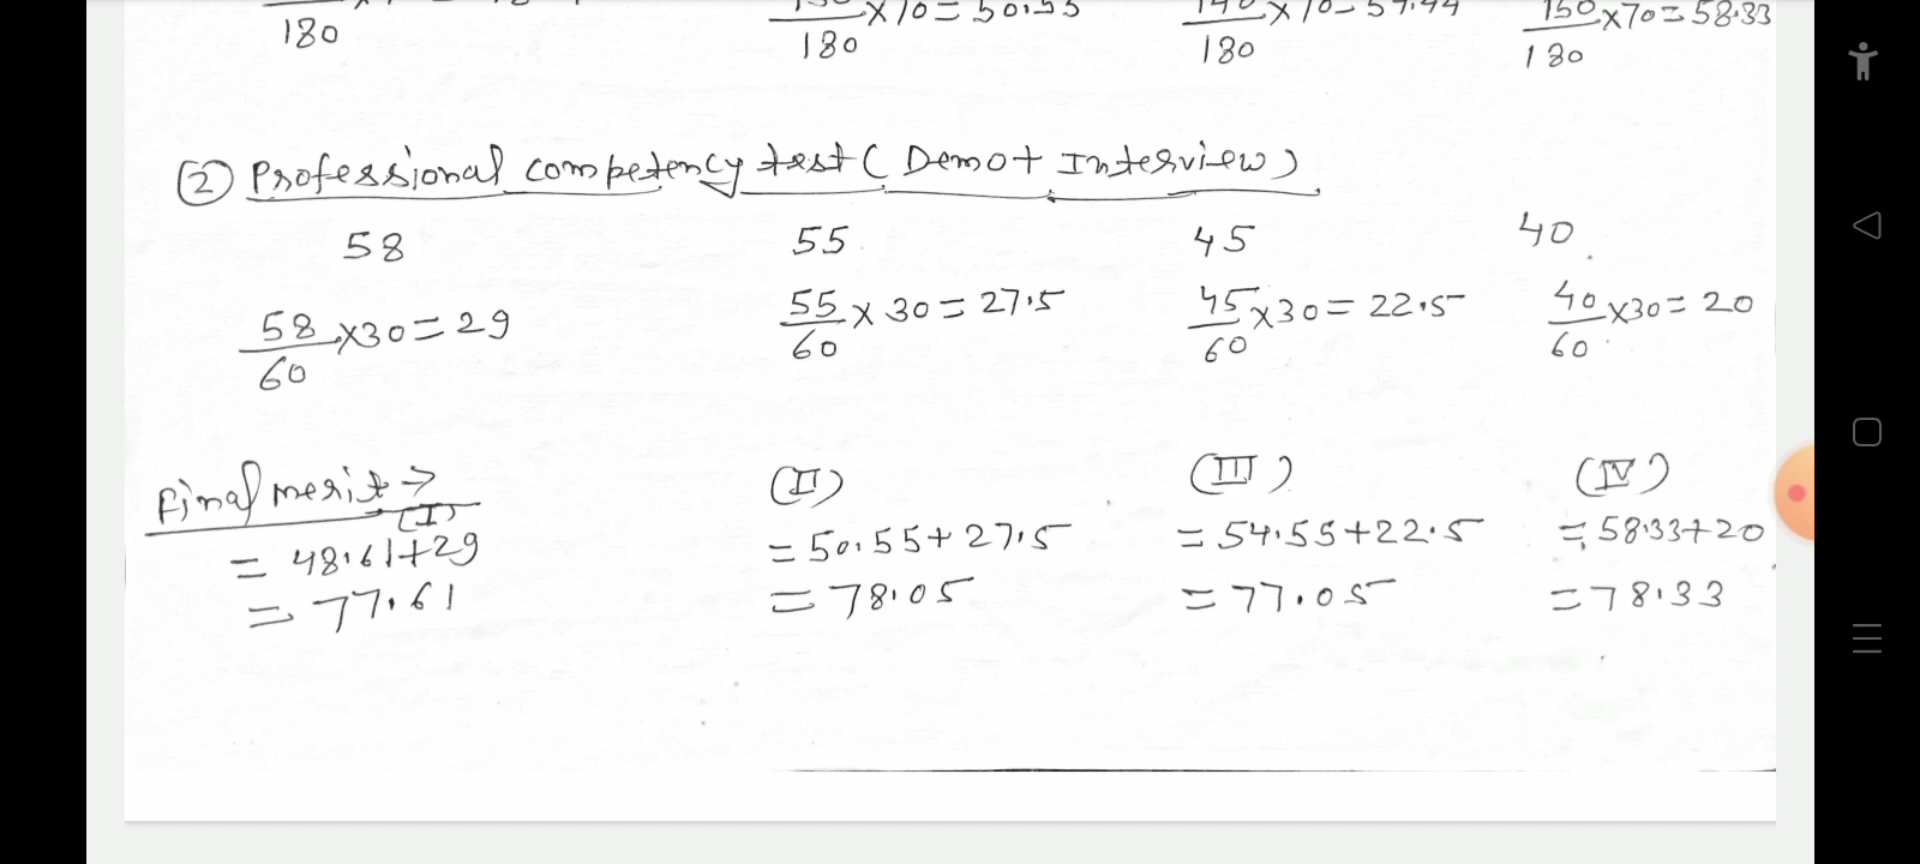 180 180 180 180
x70=58.33
② Professional competency test (Demo+ Interview)
58 55 45 40
58/60 x30=29 55/60 x 30=27.5 45/60 x30=22.5 40/60 x30=20
Final merit → (I) (II) (III) (IV)
= 48.61+29 =50.55+27.5 =54.55+22.5 =58.33+20
= 77.61 =78.05 =77.05 =78.33